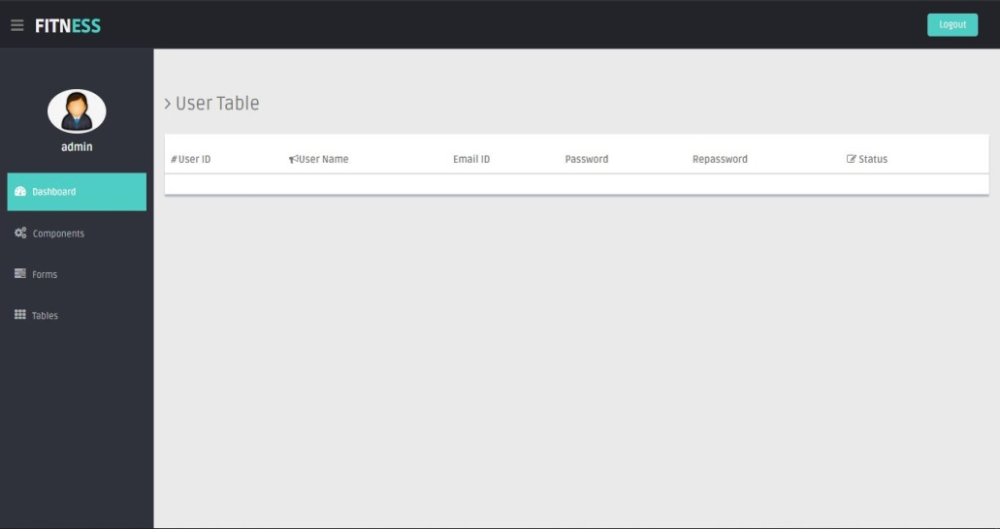 FITNESS
Logout
admin
Dashboard
Components
Forms
Tables
> User Table
# User ID User Name Email ID Password Repassword Status